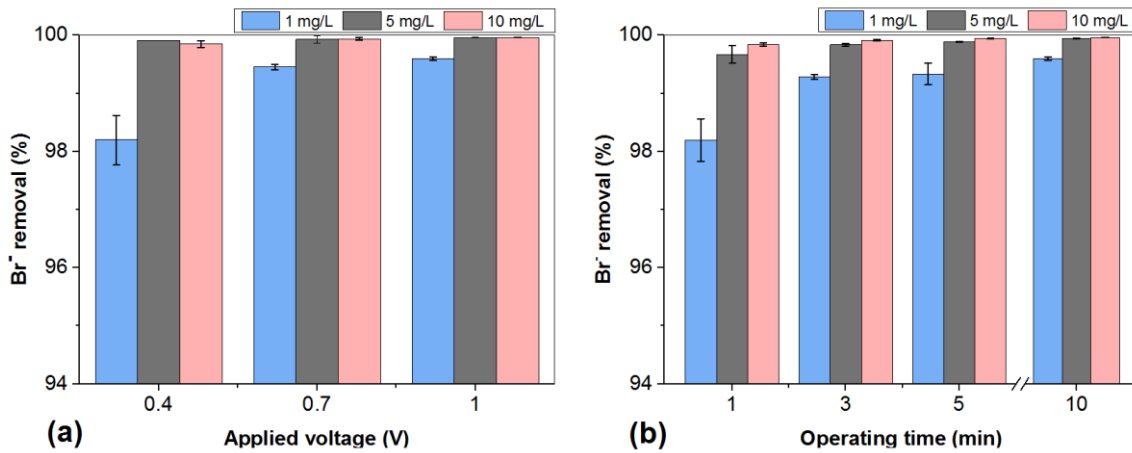 1 mg/L 5 mg/L 10 mg/L
100
98
96
94
Br⁻ removal (%)
0.4 0.7 1
Applied voltage (V)
(a)
1 mg/L 5 mg/L 10 mg/L
100
98
96
94
Br⁻ removal (%)
1 3 5 10
Operating time (min)
(b)